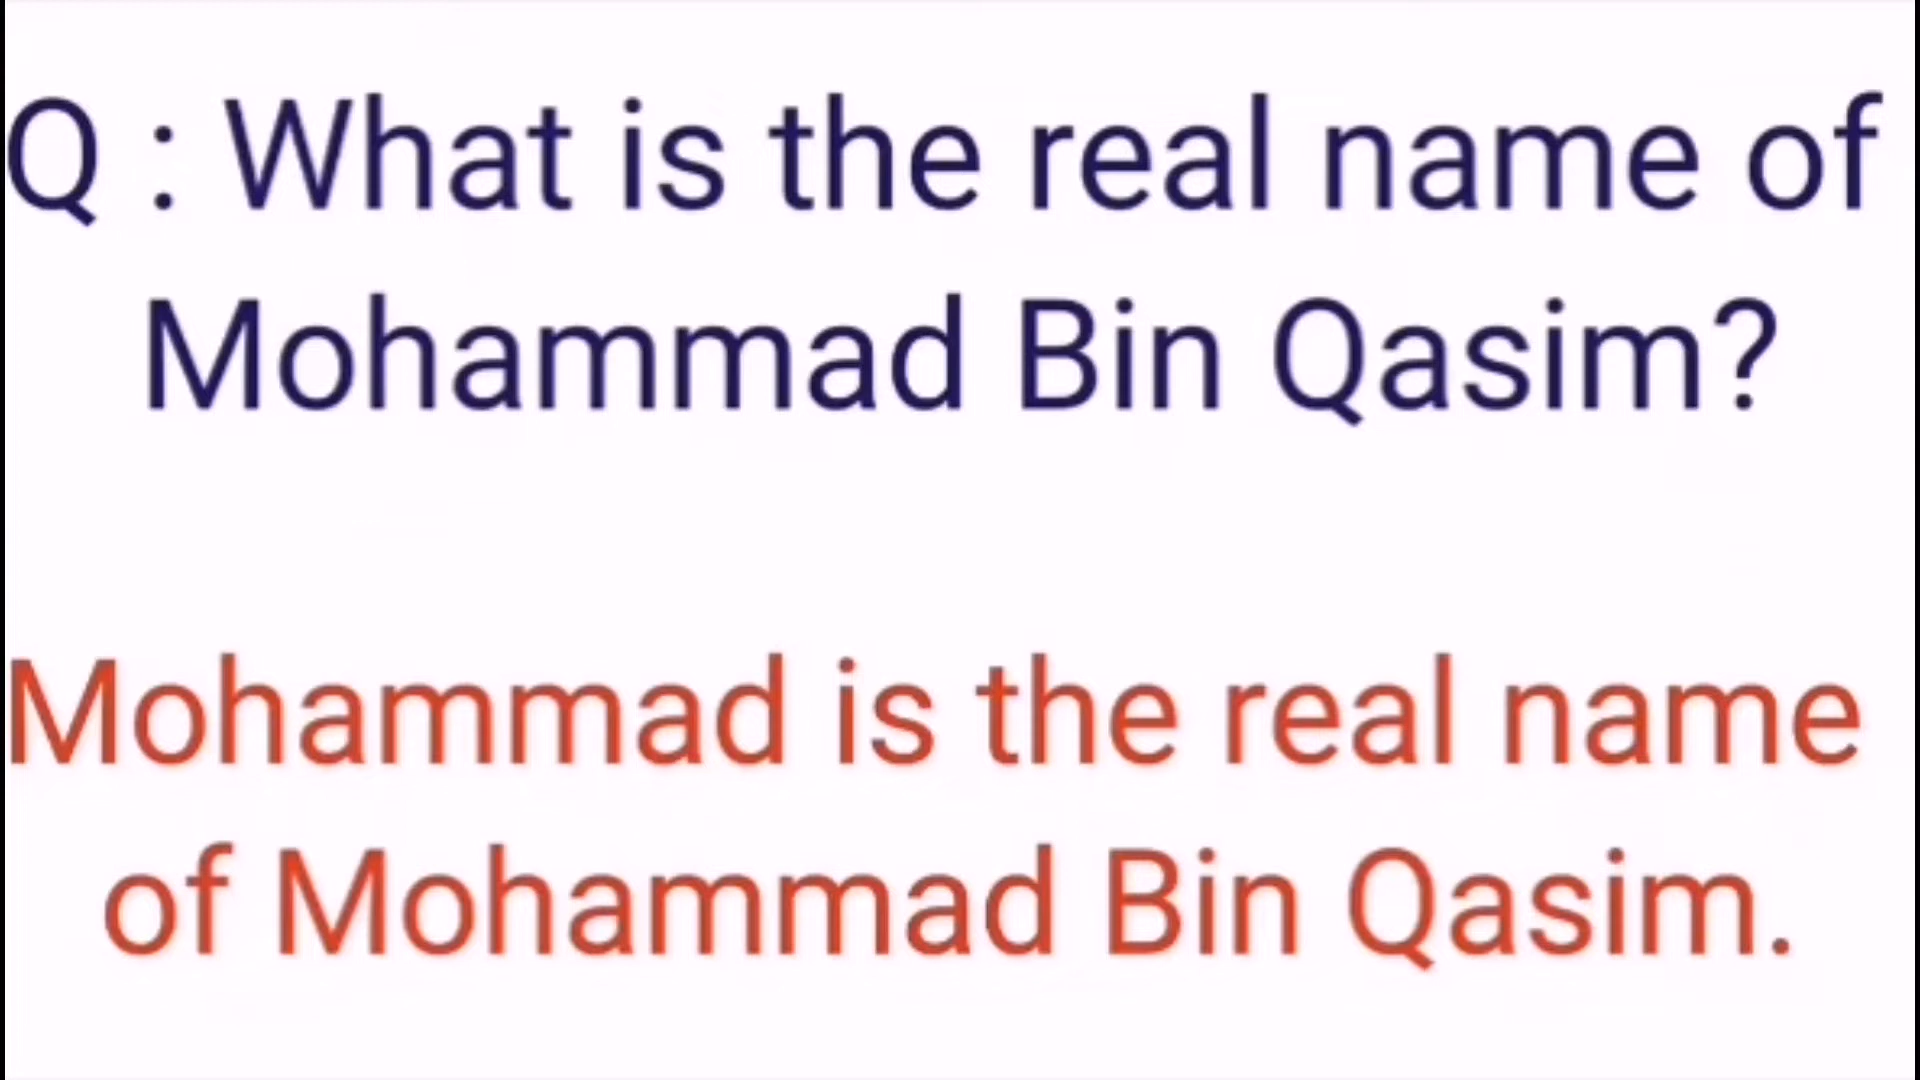 Q : What is the real name of
Mohammad Bin Qasim?
Mohammad is the real name
of Mohammad Bin Qasim.